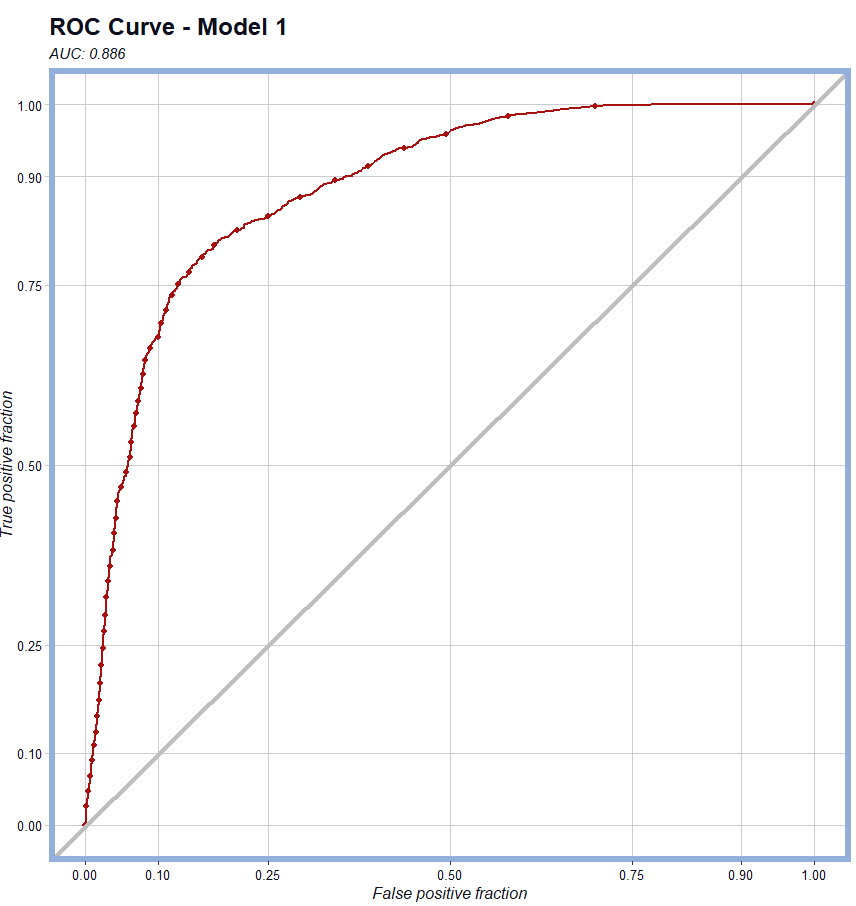 ROC Curve - Model 1
AUC: 0.886
1.00
0.90
0.75
0.50
0.25
0.10
0.00
True positive fraction
0.00 0.10 0.25 0.50 0.75 0.90 1.00
False positive fraction